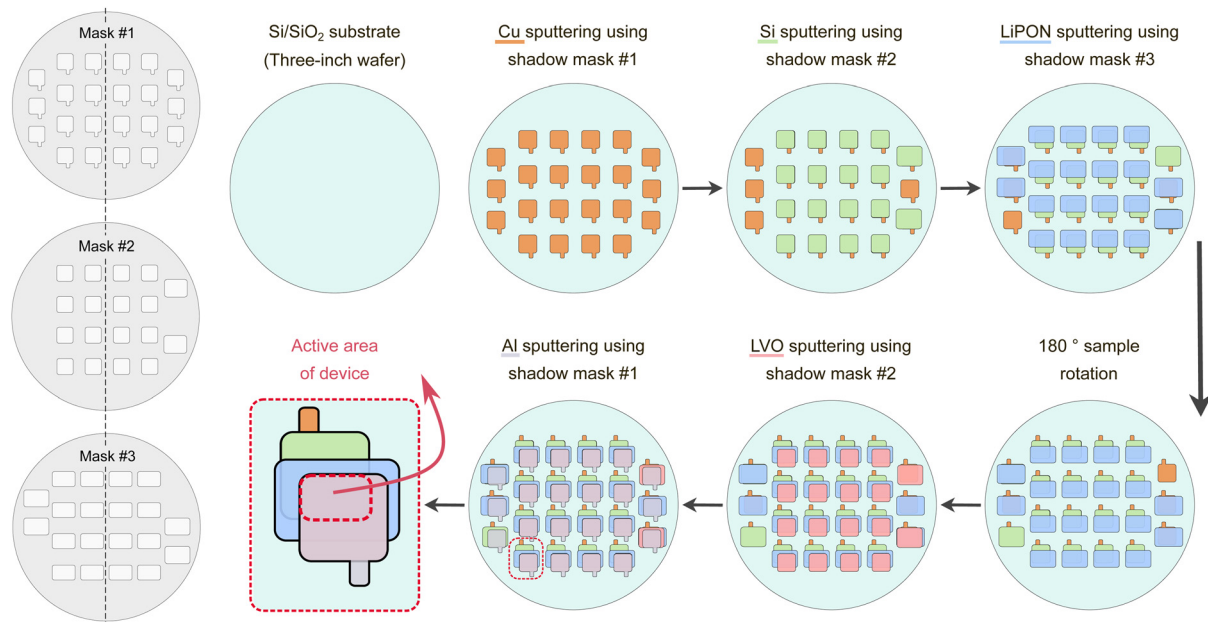 Mask #1
Mask #2
Mask #3
Si/SiO₂ substrate
(Three-inch wafer)
Cu sputtering using
shadow mask #1
Si sputtering using
shadow mask #2
LiPON sputtering using
shadow mask #3
Active area
of device
Al sputtering using
shadow mask #1
LVO sputtering using
shadow mask #2
180 ° sample
rotation